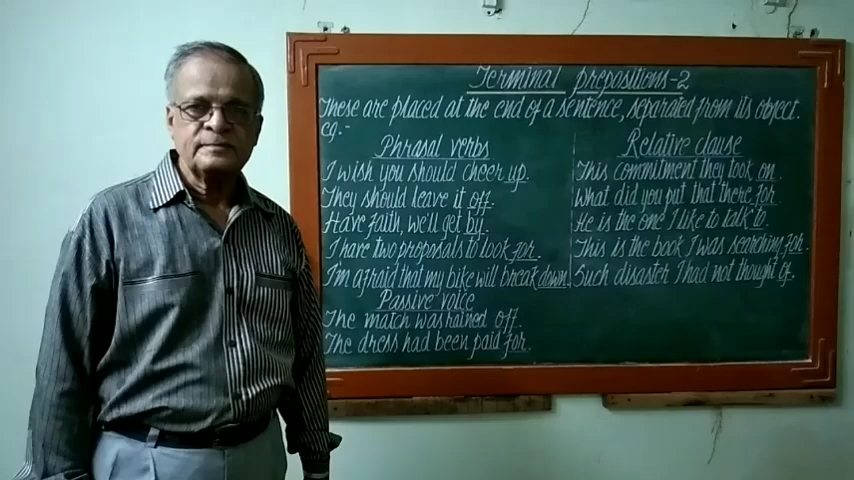 Terminal prepositions-2
These are placed at the end of a sentence, separated from its object.
eg.-
Phrasal verbs
I wish you should cheer up.
They should leave it off.
Have faith, we'll get by.
I have two proposals to look for.
I'm afraid that my bike will break down.
Passive voice
The match was rained off.
The dress had been paid for.
Relative clause
This commitment they took on.
What did you put that there for.
He is the one I like to talk to.
This is the book I was searching for.
Such disaster I had not thought of.